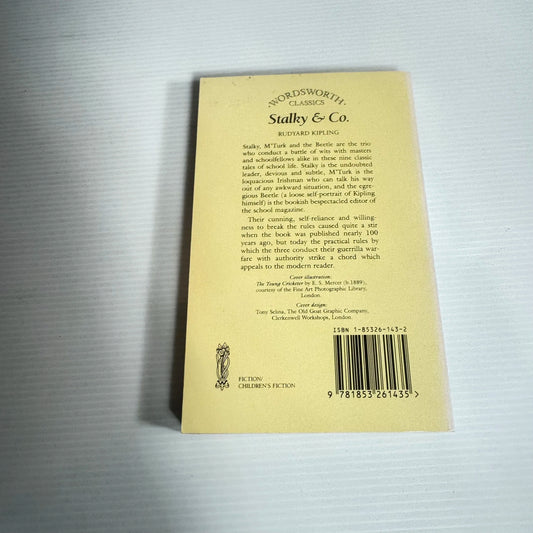 ·WORDSWORTH·
CLASSICS
Stalky & Co.
RUDYARD KIPLING
Stalky, M'Turk and the Beetle are the trio
who conduct a battle of wits with masters
and schoolfellows alike in these nine classic
tales of school life. Stalky is the undoubted
leader, devious and subtle, M'Turk is the
loquacious Irishman who can talk his way
out of any awkward situation, and the egre-
gious Beetle (a loose self-portrait of Kipling
himself) is the bookish bespectacled editor of
the school magazine.
Their cunning, self-reliance and willing-
ness to break the rules caused quite a stir
when the book was published nearly 100
years ago, but today the practical rules by
which the three conduct their guerrilla war-
fare with authority strike a chord which
appeals to the modern reader.
Cover illustration:
The Young Cricketer by E. S. Mercer (b.1889),
courtesy of the Fine Art Photographic Library,
London.
Cover design:
Tony Selina, The Old Goat Graphic Company,
Clerkenwell Workshops, London.
ISBN 1-85326-143-2
FICTION/
CHILDREN'S FICTION
9 781853 261435 >